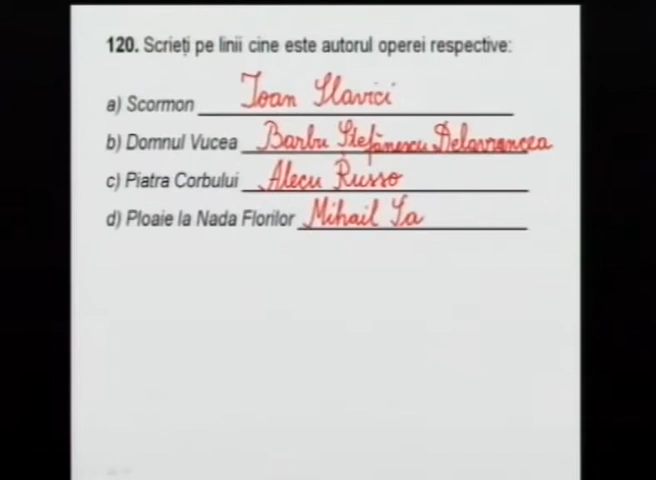 120. Scrieți pe linii cine este autorul operei respective:
a) Scormon Ioan Slavici
b) Domnul Vucea Barbu Ștefănescu Delavrancea
c) Piatra Corbului Alecu Russo
d) Ploaie la Nada Florilor Mihail Sa